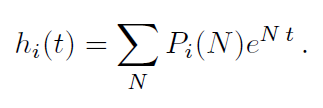 h_i(t) = \sum_N P_i(N) e^{N t} .